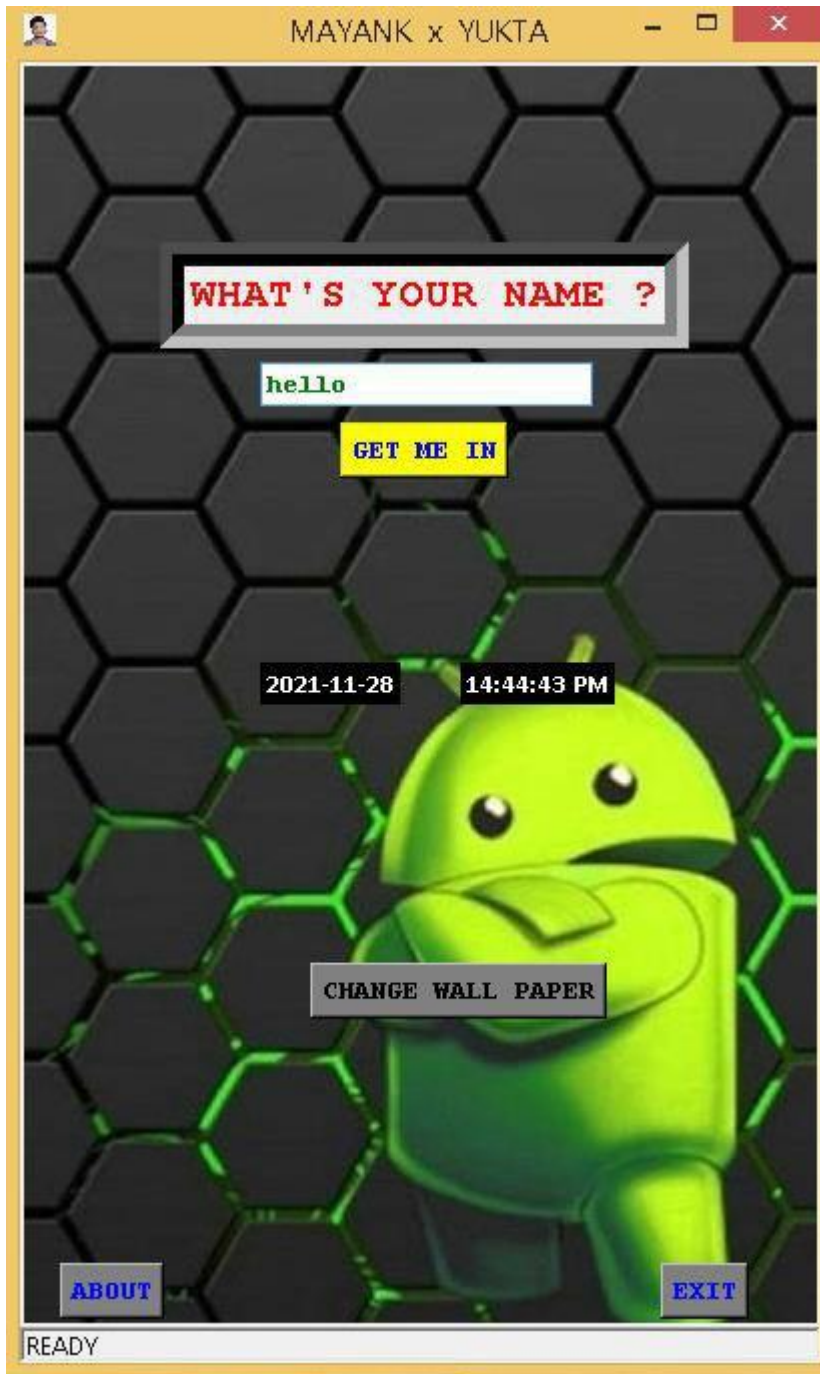 MAYANK x YUKTA
WHAT'S YOUR NAME ?
hello
GET ME IN
2021-11-28 14:44:43 PM
CHANGE WALL PAPER
ABOUT EXIT
READY